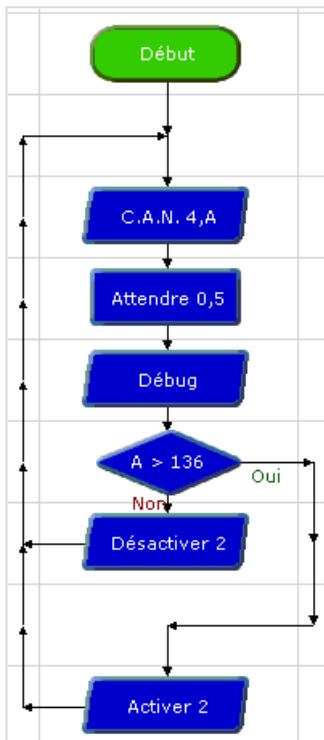 Début
C.A.N. 4,A
Attendre 0,5
Débug
A > 136
Oui
Non
Désactiver 2
Activer 2